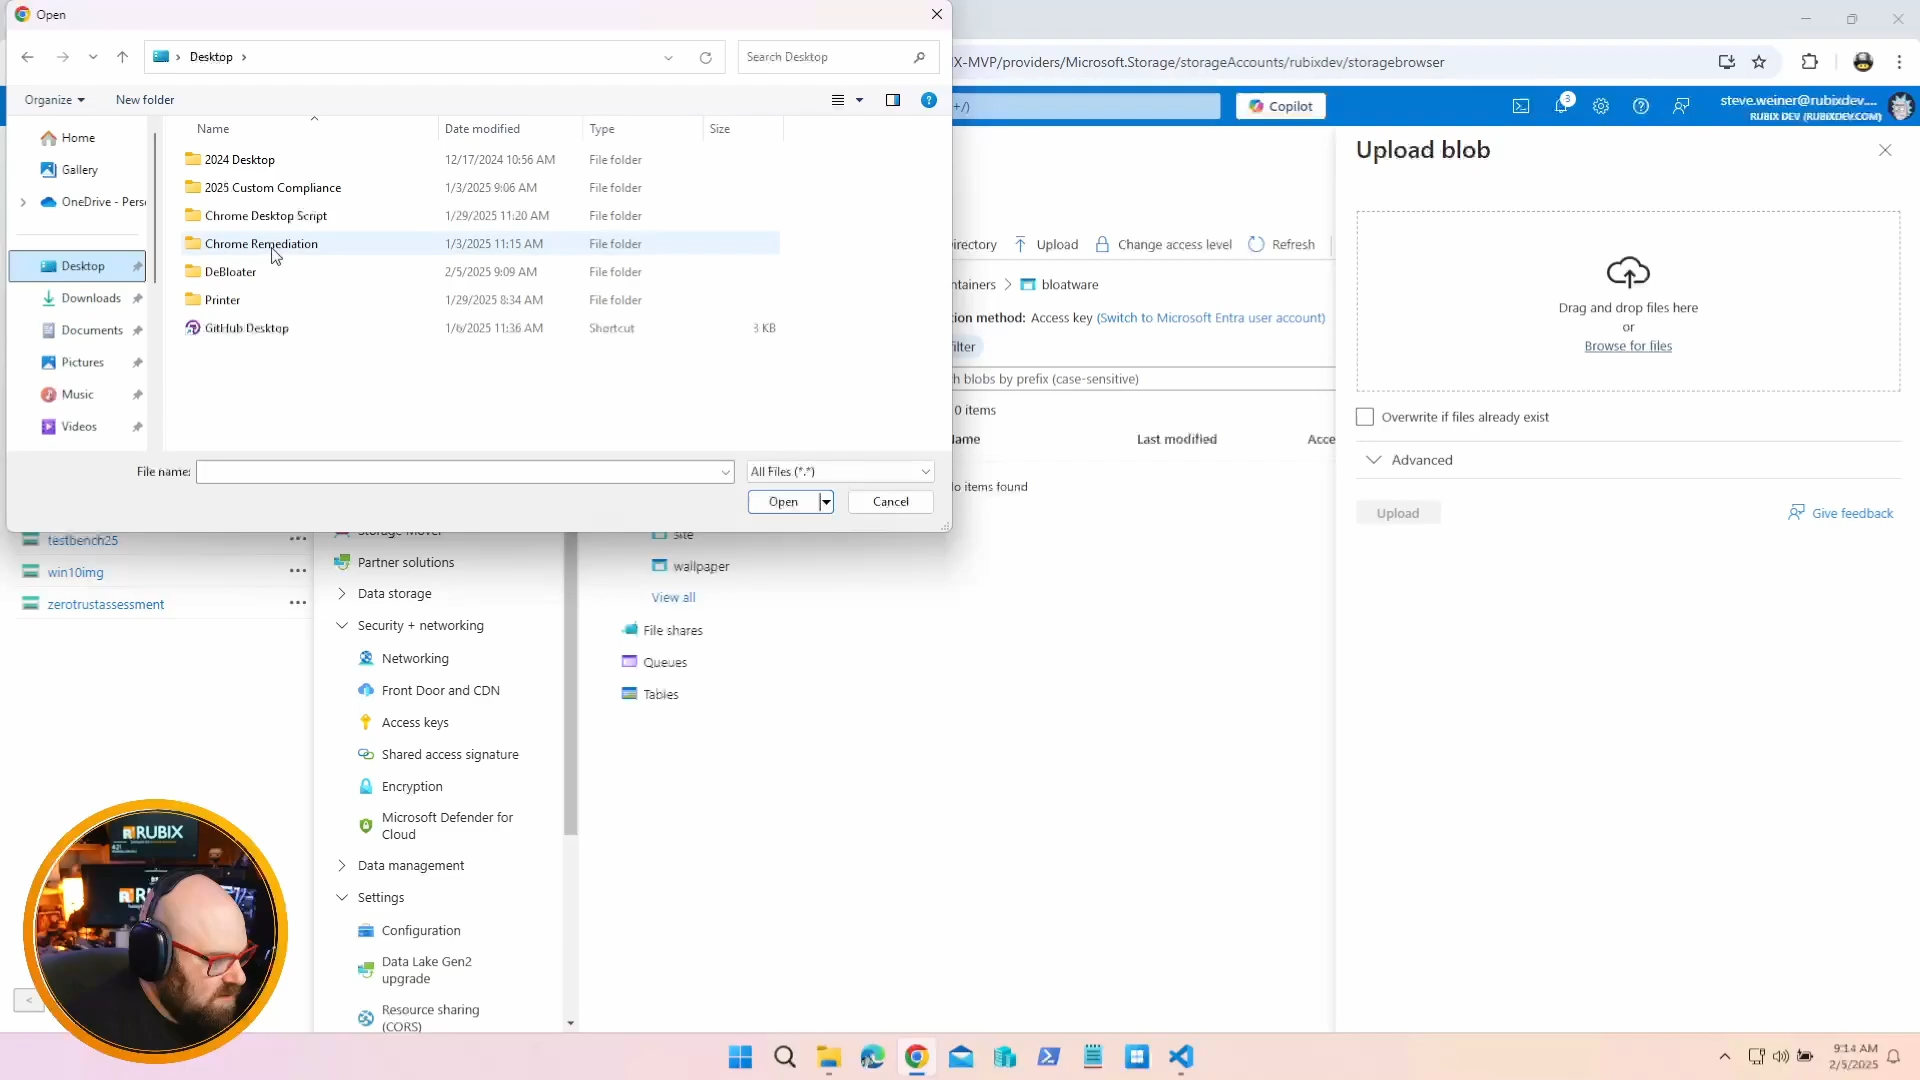 Open
Desktop
Search Desktop
X-MVP/providers/Microsoft.Storage/storageAccounts/rubixdev/storagebrowser
Organize
New folder
+/)
Copilot
3
steve.weiner@rubixdev....
RUBIX DEV (RUBIXDEV.COM)
Home
Gallery
OneDrive - Pers
Desktop
Downloads
Documents
Pictures
Music
Videos
Name Date modified Type Size
2024 Desktop 12/17/2024 10:56 AM File folder
2025 Custom Compliance 1/3/2025 9:06 AM File folder
Chrome Desktop Script 1/29/2025 11:20 AM File folder
Chrome Remediation 1/3/2025 11:15 AM File folder
DeBloater 2/5/2025 9:09 AM File folder
Printer 1/29/2025 8:34 AM File folder
GitHub Desktop 1/6/2025 11:36 AM Shortcut 3 KB
File name:
All Files (*.*)
Open
Cancel
irectory
Upload
Change access level
Refresh
ntainers
bloatware
ion method: Access key (Switch to Microsoft Entra user account)
filter
h blobs by prefix (case-sensitive)
0 items
ame Last modified Acce
lo items found
Upload blob
Drag and drop files here
or
Browse for files
Overwrite if files already exist
Advanced
Upload
Give feedback
testbench25
win10img
zerotrustassessment
<
Storage Mover
Partner solutions
Data storage
Security + networking
Networking
Front Door and CDN
Access keys
Shared access signature
Encryption
Microsoft Defender for
Cloud
Data management
Settings
Configuration
Data Lake Gen2
upgrade
Resource sharing
(CORS)
site
wallpaper
View all
File shares
Queues
Tables
RUBIX
4:21
RU
9:14 AM
2/5/2025